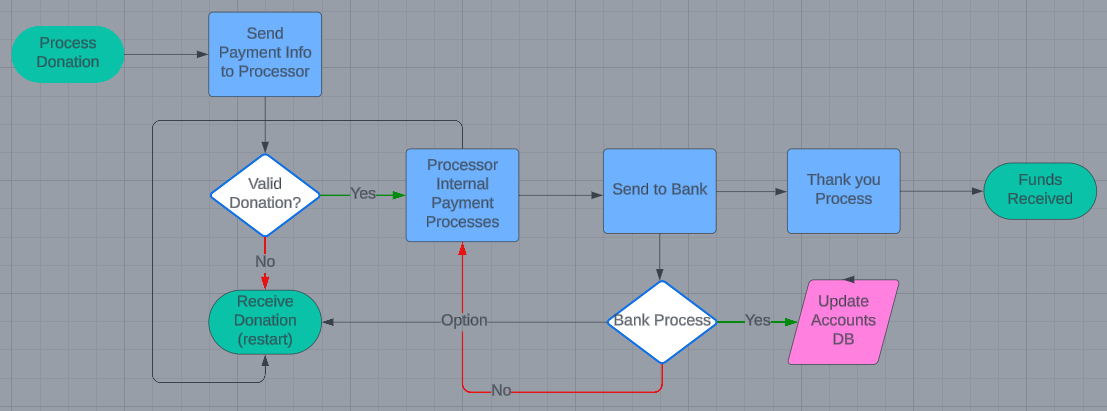 Process
Donation
Send
Payment Info
to Processor
Valid
Donation?
Yes
Processor
Internal
Payment
Processes
Send to Bank
Thank you
Process
Funds
Received
No
Receive
Donation
(restart)
Option
Bank Process
Yes
Update
Accounts
DB
No